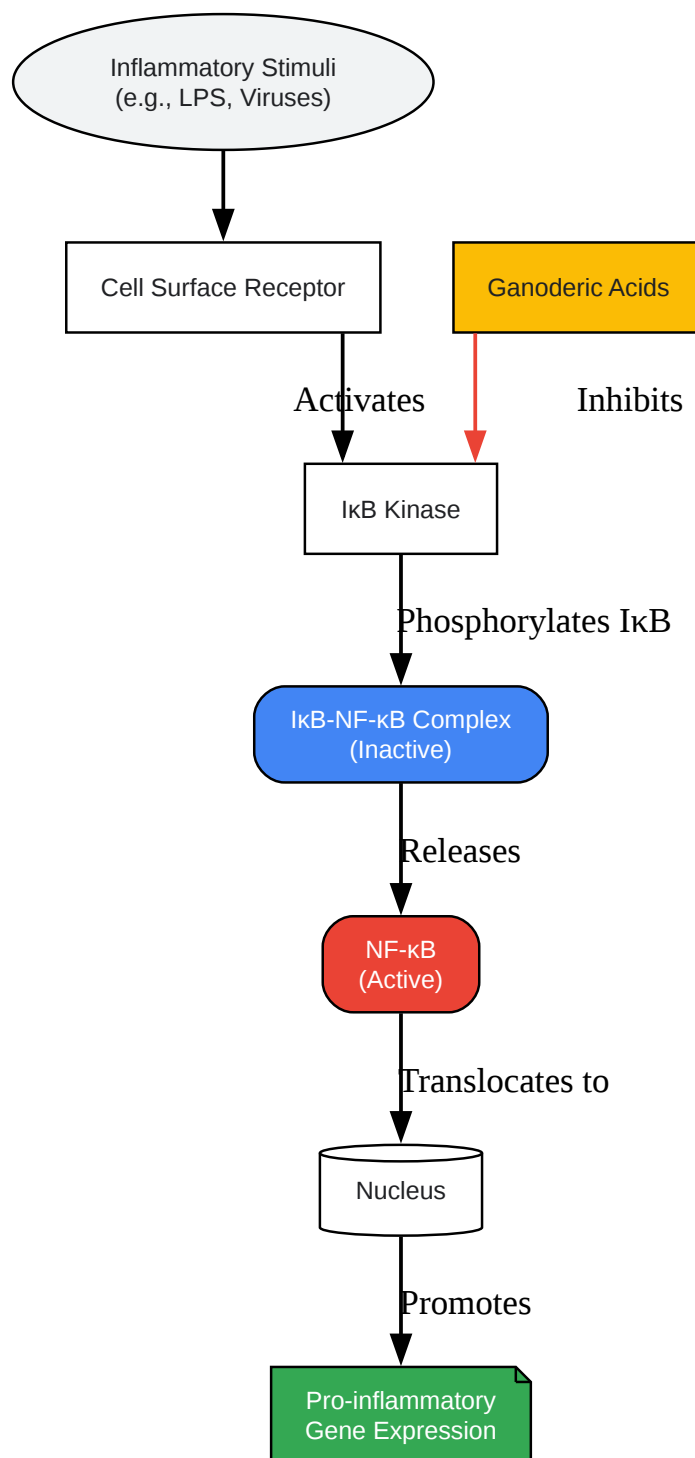 Inflammatory Stimuli
(e.g., LPS, Viruses)
Cell Surface Receptor
Ganoderic Acids
Activates
Inhibits
IκB Kinase
Phosphorylates IκB
IκB-NF-κB Complex
(Inactive)
Releases
NF-κB
(Active)
Translocates to
Nucleus
Promotes
Pro-inflammatory
Gene Expression